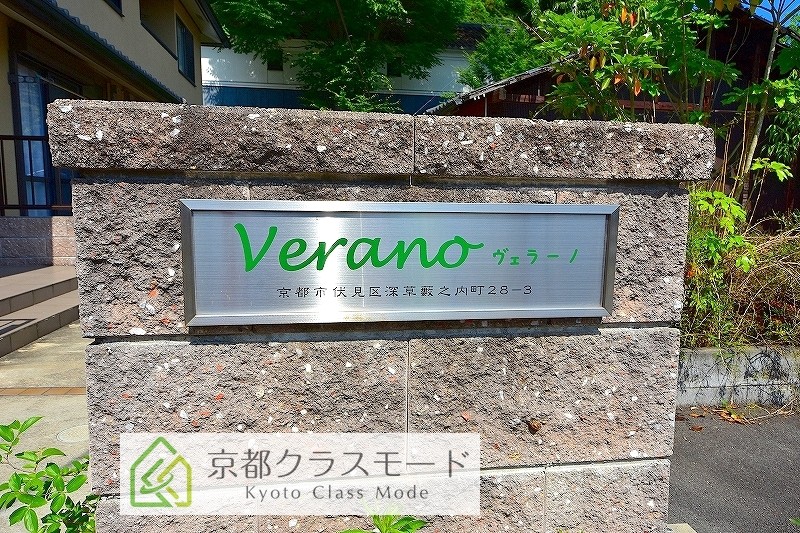 Verano ヴェラーノ
京都市伏見区深草藪之内町28-3
京都クラスモード
Kyoto Class Mode